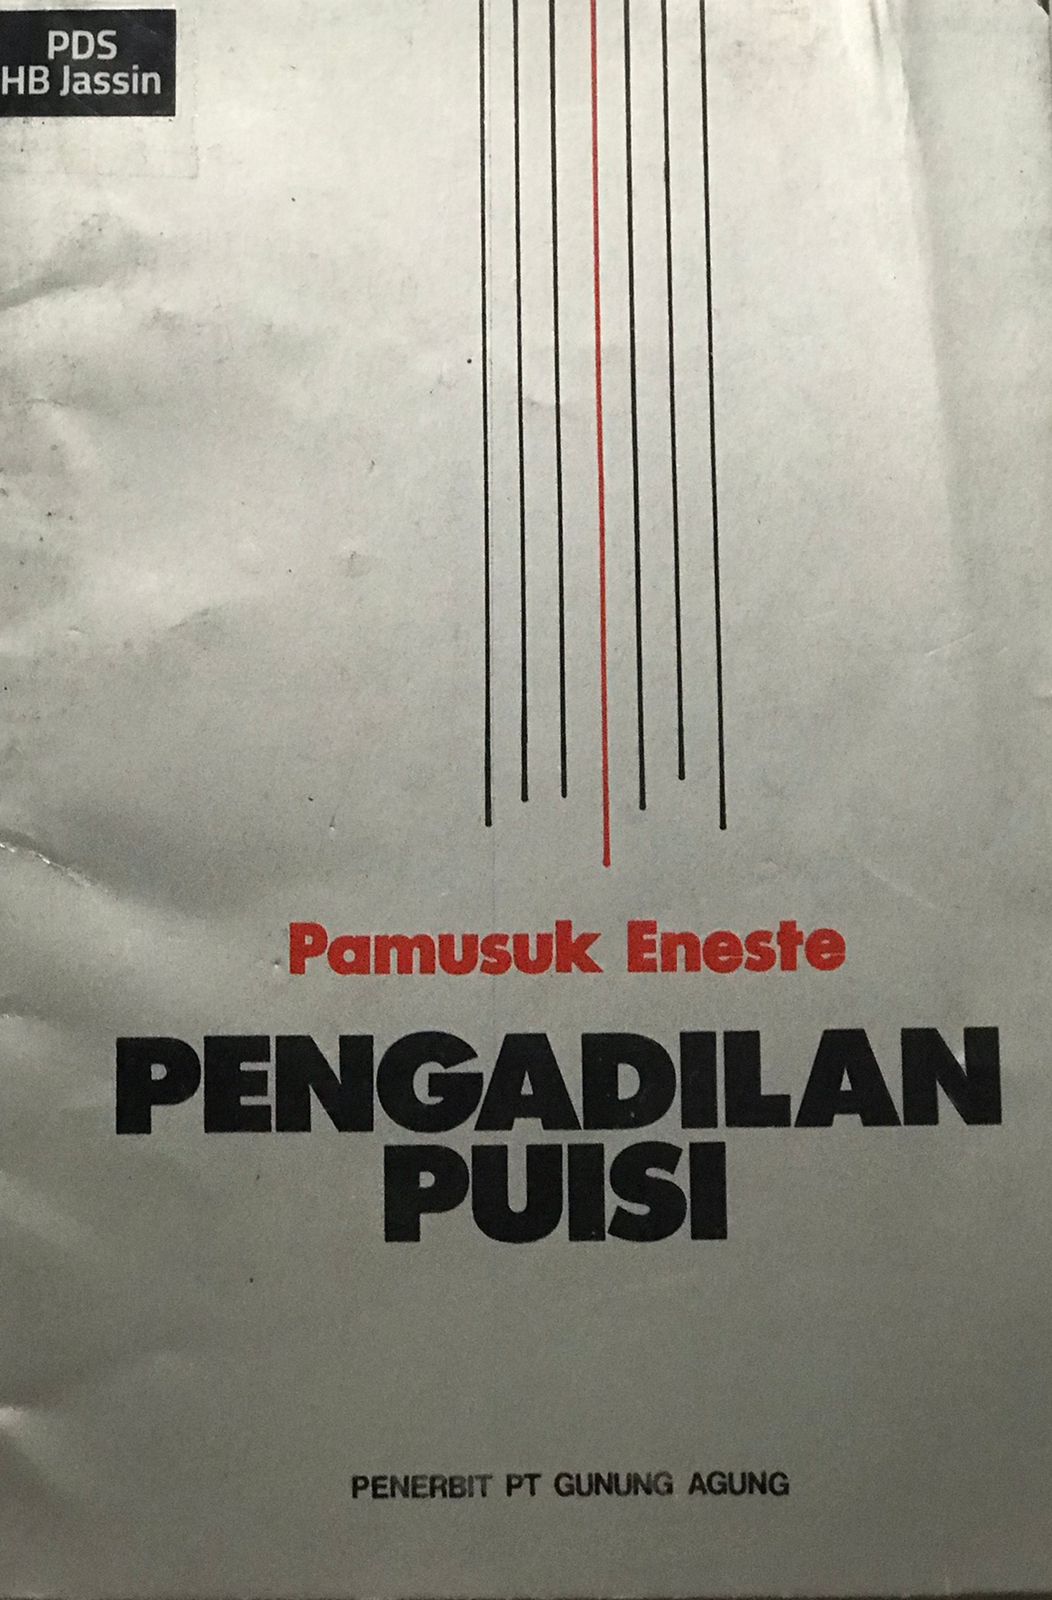 PDS
HB Jassin
Pamusuk Eneste
PENGADILAN
PUISI
PENERBIT PT GUNUNG AGUNG